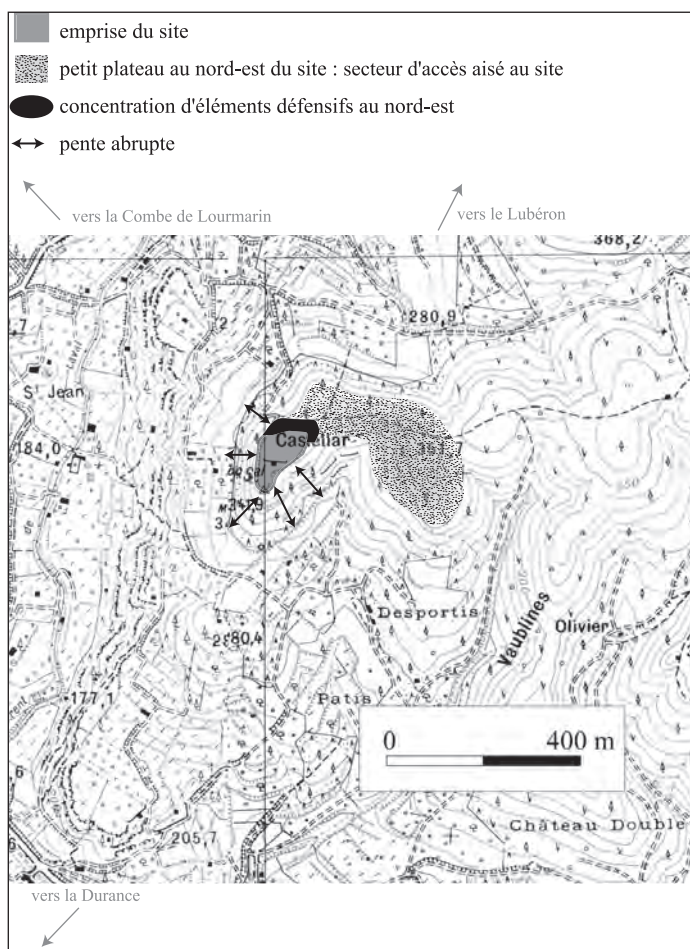 emprise du site
petit plateau au nord-est du site : secteur d'accès aisé au site
concentration d'éléments défensifs au nord-est
pente abrupte
vers la Combe de Lourmarin
vers le Lubéron
368,2
280,9
Laval
St Jean
184,0
Castellar
Desportis
280,4
Vaublines
Olivier
Patis
177,1
0 400 m
205,7
Château Double
vers la Durance